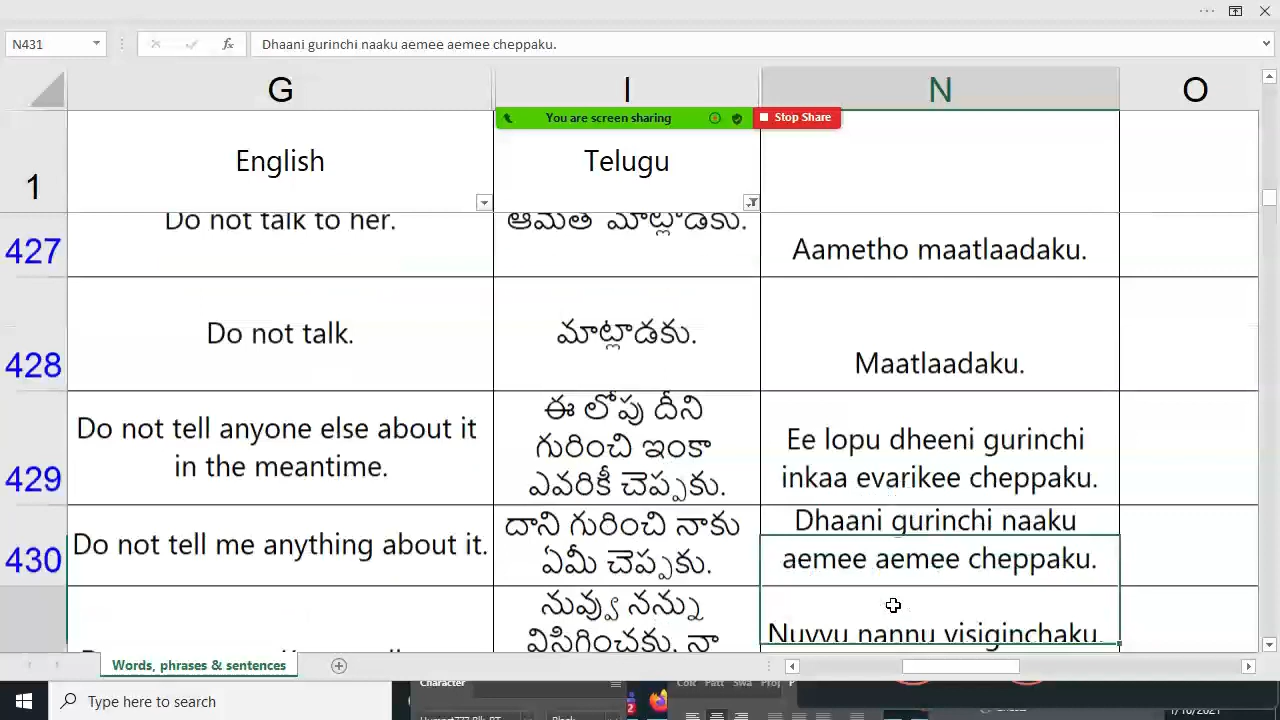 N431
Dhaani gurinchi naaku aemee aemee cheppaku.
G I N O
You are screen sharing Stop Share
1 English Telugu
427 Do not talk to her. ఆమెతో మాట్లాడకు. Aametho maatlaadaku.
428 Do not talk. మాట్లాడకు. Maatlaadaku.
429 Do not tell anyone else about it
in the meantime.
ఈ లోపు దీని
గురించి ఇంకా
ఎవరికీ చెప్పకు.
Ee lopu dheeni gurinchi
inkaa evarikee cheppaku.
430 Do not tell me anything about it.
దాని గురించి నాకు
ఏమీ చెప్పకు.
Dhaani gurinchi naaku
aemee aemee cheppaku.
నువ్వు నన్ను
విసిగించకు. నా
Nuvvu nannu visiginchaku.
Words, phrases & sentences
Type here to search
Character